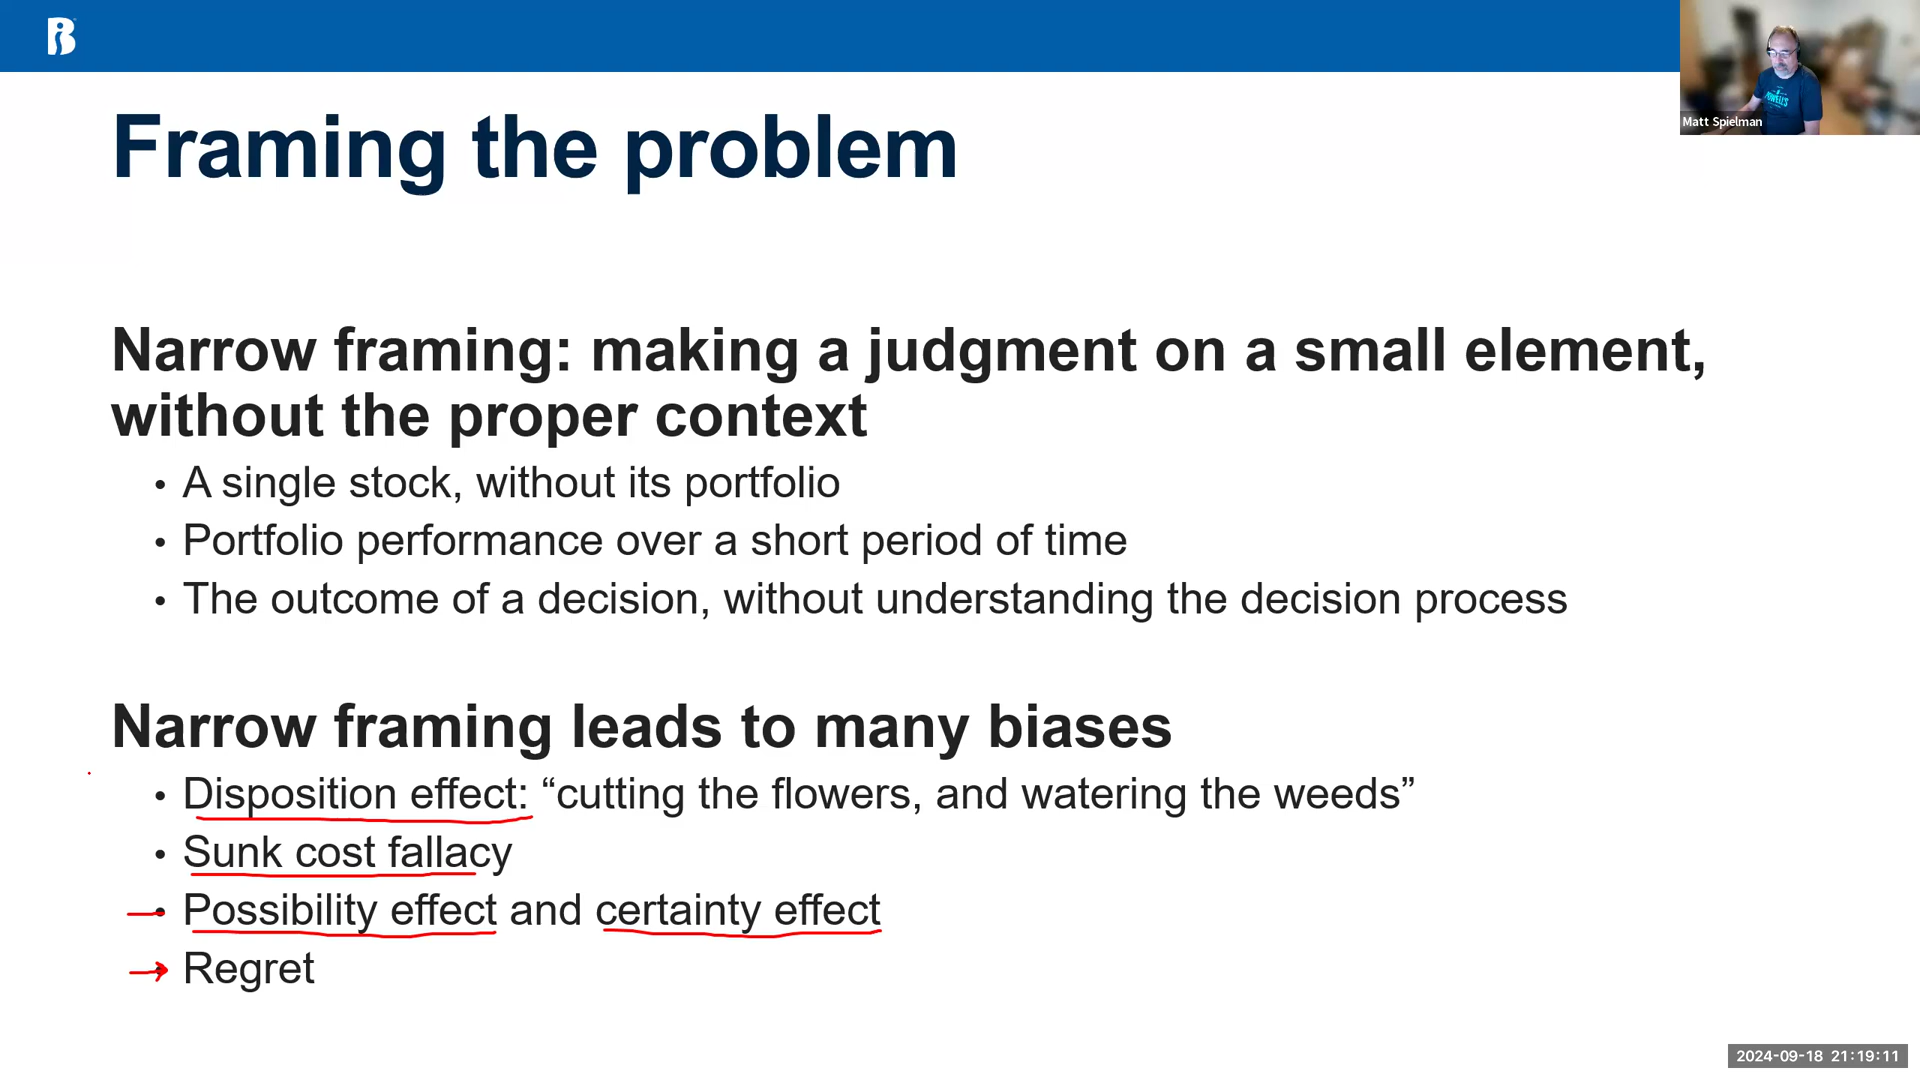 Matt Spielman
Framing the problem
Narrow framing: making a judgment on a small element,
without the proper context
• A single stock, without its portfolio
• Portfolio performance over a short period of time
• The outcome of a decision, without understanding the decision process
Narrow framing leads to many biases
• Disposition effect: “cutting the flowers, and watering the weeds”
• Sunk cost fallacy
• Possibility effect and certainty effect
• Regret
2024-09-18 21:19:11